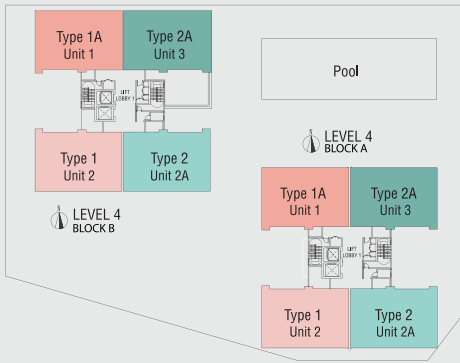 Type 1A
Unit 1
Type 2A
Unit 3
LIFT
LOBBY 1
Type 1
Unit 2
Type 2
Unit 2A
LEVEL 4
BLOCK B
Pool
LEVEL 4
BLOCK A
Type 1A
Unit 1
Type 2A
Unit 3
LIFT
LOBBY 1
Type 1
Unit 2
Type 2
Unit 2A